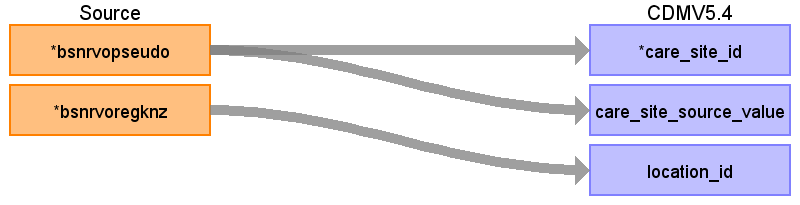 Source
CDMV5.4
*bsnrvopseudo
*care_site_id
*bsnrvoregknz
care_site_source_value
location_id